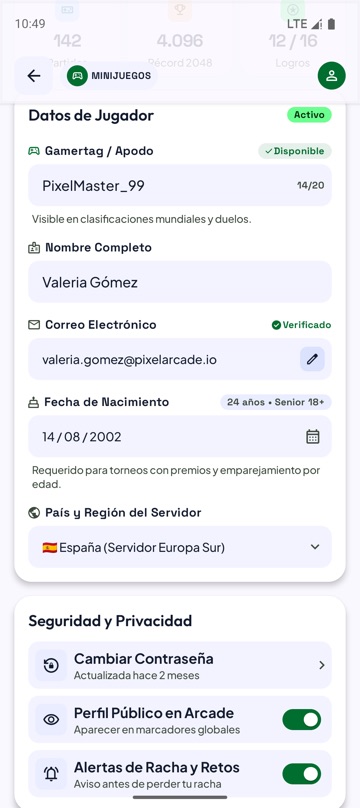 10:49
LTE
142
4.096
12 / 16
Partidas
Récord 2048
Logros
MINIJUEGOS
Datos de Jugador
Activo
Gamertag / Apodo
Disponible
PixelMaster_99
14/20
Visible en clasificaciones mundiales y duelos.
Nombre Completo
Valeria Gómez
Correo Electrónico
Verificado
valeria.gomez@pixelarcade.io
Fecha de Nacimiento
24 años • Senior 18+
14/08/2002
Requerido para torneos con premios y emparejamiento por
edad.
País y Región del Servidor
🇪🇸 España (Servidor Europa Sur)
Seguridad y Privacidad
Cambiar Contraseña
Actualizada hace 2 meses
Perfil Público en Arcade
Aparecer en marcadores globales
Alertas de Racha y Retos
Aviso antes de perder tu racha